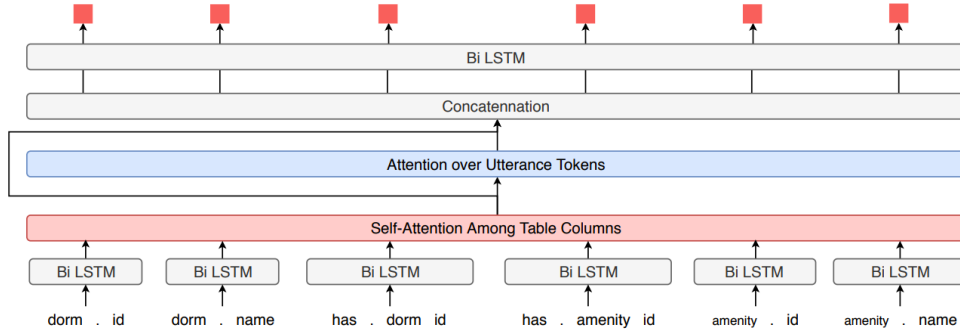 Bi LSTM
Concatennation
Attention over Utterance Tokens
Self-Attention Among Table Columns
Bi LSTM Bi LSTM Bi LSTM Bi LSTM Bi LSTM Bi LSTM
dorm . id dorm . name has . dorm id has . amenity id amenity . id amenity . name